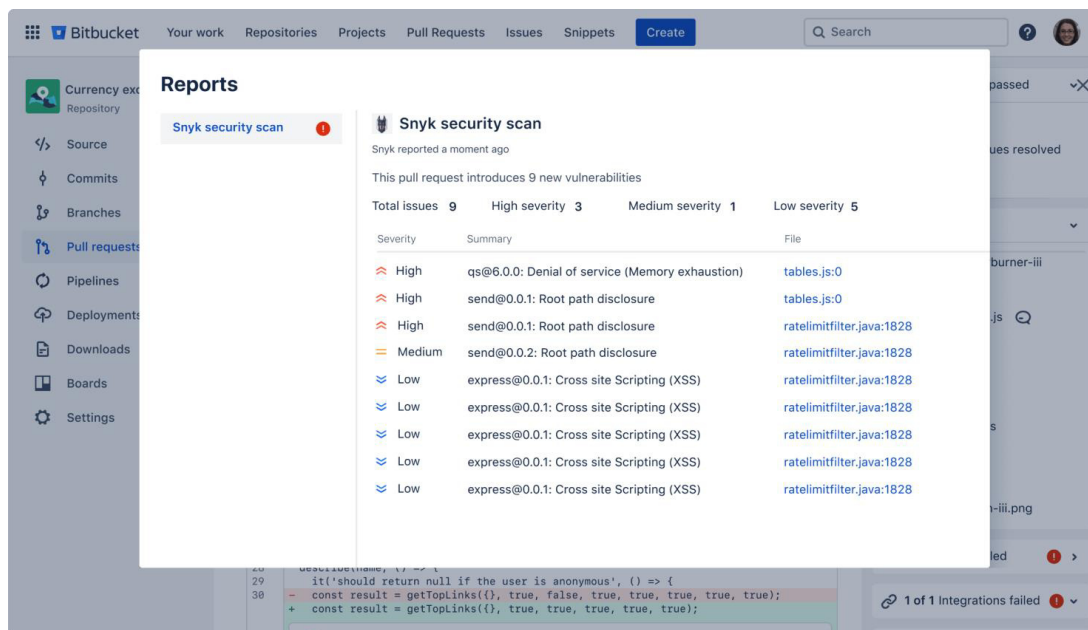 Bitbucket Your work Repositories Projects Pull Requests Issues Snippets Create Search ?
Currency exc
Repository
Source
Commits
Branches
Pull requests
Pipelines
Deployments
Downloads
Boards
Settings
Reports
Snyk security scan
Snyk security scan
Snyk reported a moment ago
This pull request introduces 9 new vulnerabilities
Total issues 9 High severity 3 Medium severity 1 Low severity 5
Severity Summary File
High qs@6.0.0: Denial of service (Memory exhaustion) tables.js:0
High send@0.0.1: Root path disclosure tables.js:0
High send@0.0.1: Root path disclosure ratelimitfilter.java:1828
Medium send@0.0.2: Root path disclosure ratelimitfilter.java:1828
Low express@0.0.1: Cross site Scripting (XSS) ratelimitfilter.java:1828
Low express@0.0.1: Cross site Scripting (XSS) ratelimitfilter.java:1828
Low express@0.0.1: Cross site Scripting (XSS) ratelimitfilter.java:1828
Low express@0.0.1: Cross site Scripting (XSS) ratelimitfilter.java:1828
Low express@0.0.1: Cross site Scripting (XSS) ratelimitfilter.java:1828
passed
ues resolved
burner-iii
.js
s
n-iii.png
led
1 of 1 Integrations failed
28 describe(name, () => {
29 it('should return null if the user is anonymous', () => {
30 - const result = getTopLinks({}, true, false, true, true, true, true, true);
+ const result = getTopLinks({}, true, true, true, true, true);